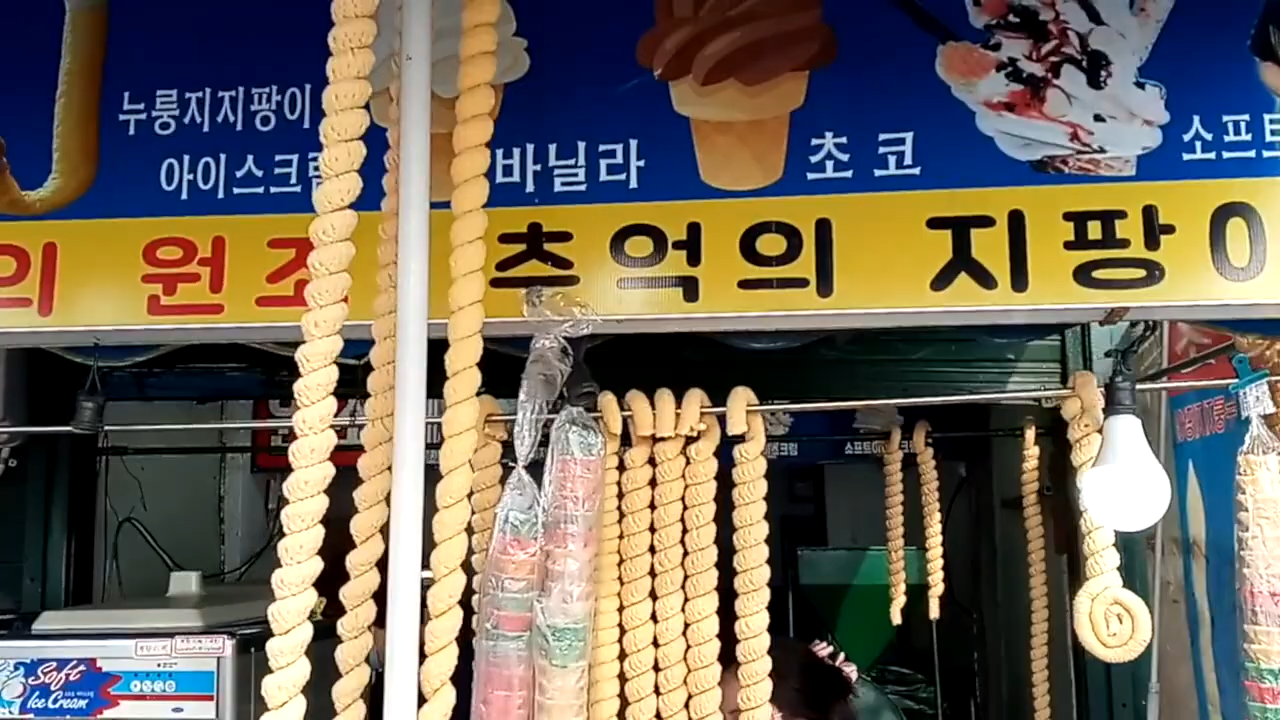 누룽지지팡이
아이스크림
바닐라
초코
소프트
의 원조
추억의 지팡이
Soft
Ice Cream